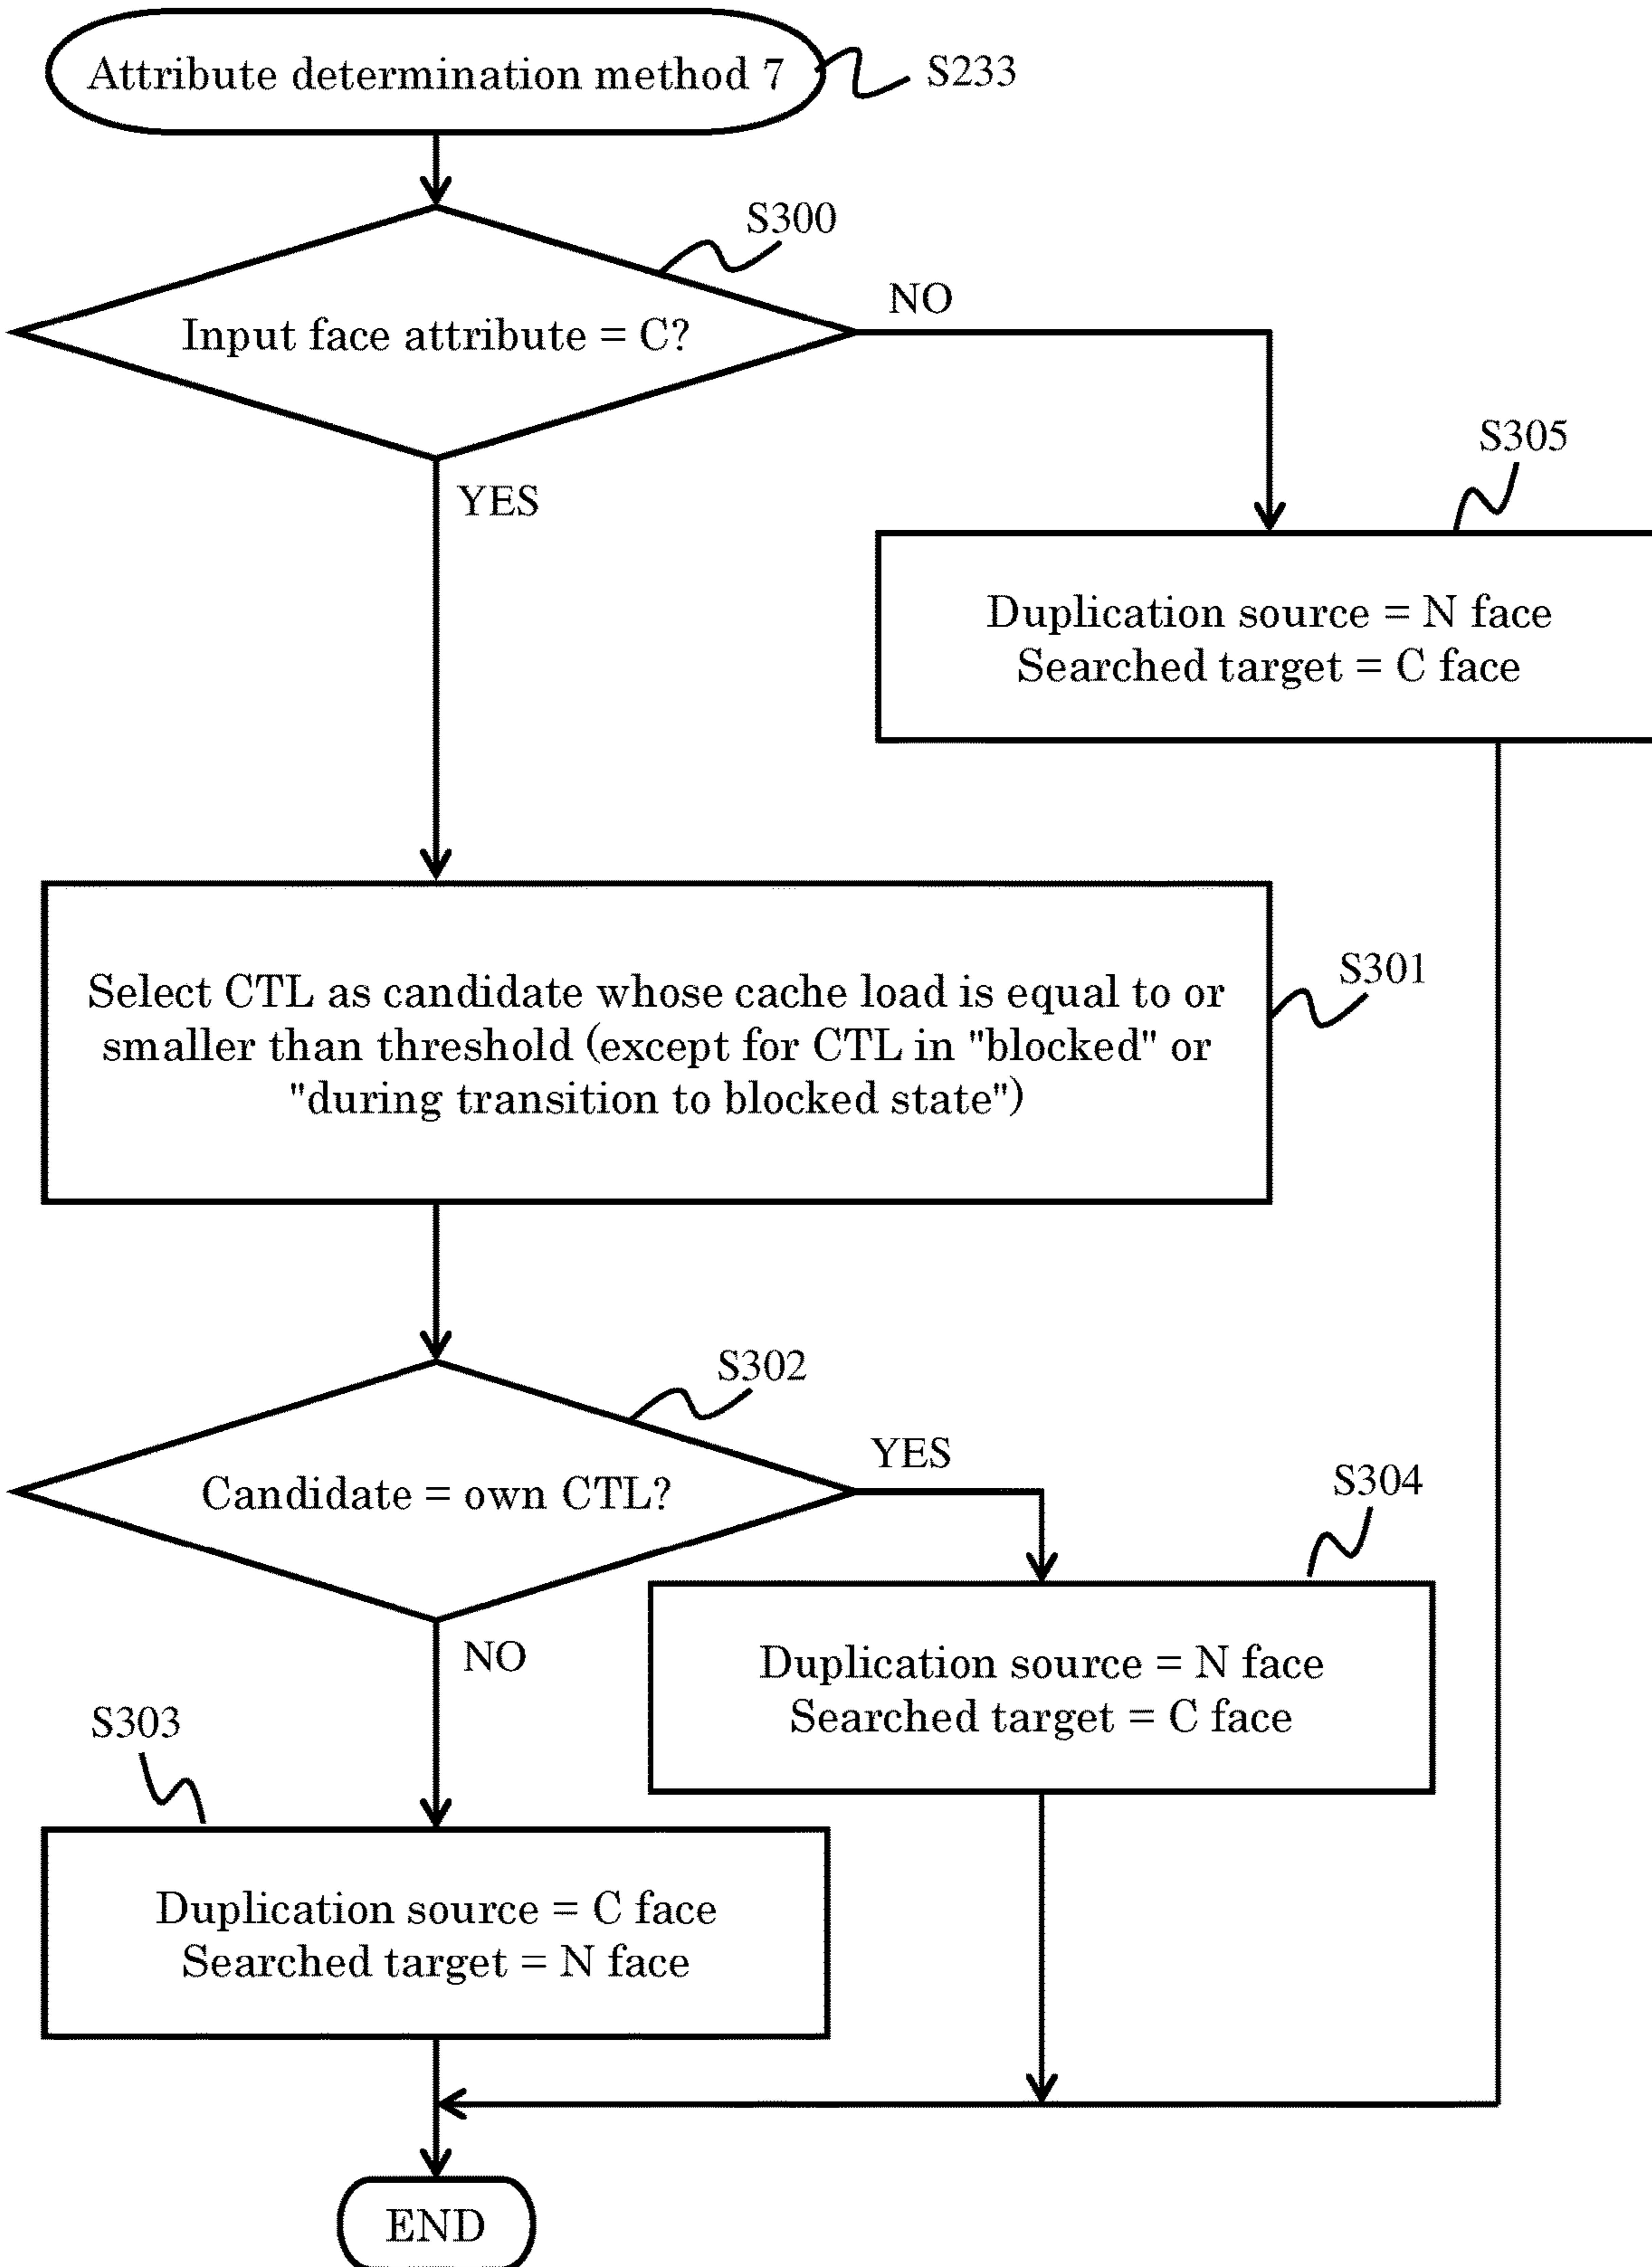 Attribute determination method 7
S233
S300
Input face attribute = C?
NO
YES
S305
Duplication source = N face
Searched target = C face
S301
Select CTL as candidate whose cache load is equal to or
smaller than threshold (except for CTL in "blocked" or
"during transition to blocked state")
S302
Candidate = own CTL?
YES
NO
S304
Duplication source = N face
Searched target = C face
S303
Duplication source = C face
Searched target = N face
END